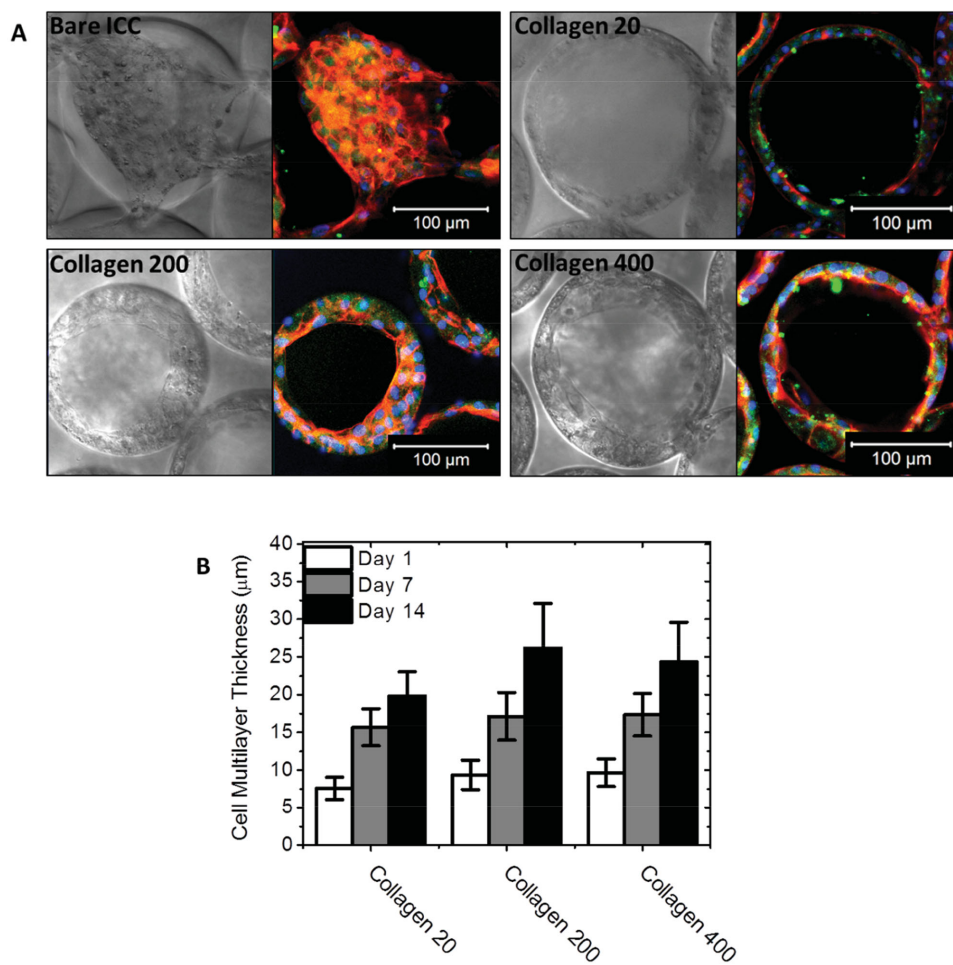 A
Bare ICC
Collagen 20
100 µm
100 µm
Collagen 200
Collagen 400
100 µm
100 µm
B
Cell Multilayer Thickness (µm)
40
35
30
25
20
15
10
5
0
Day 1
Day 7
Day 14
Collagen 20
Collagen 200
Collagen 400